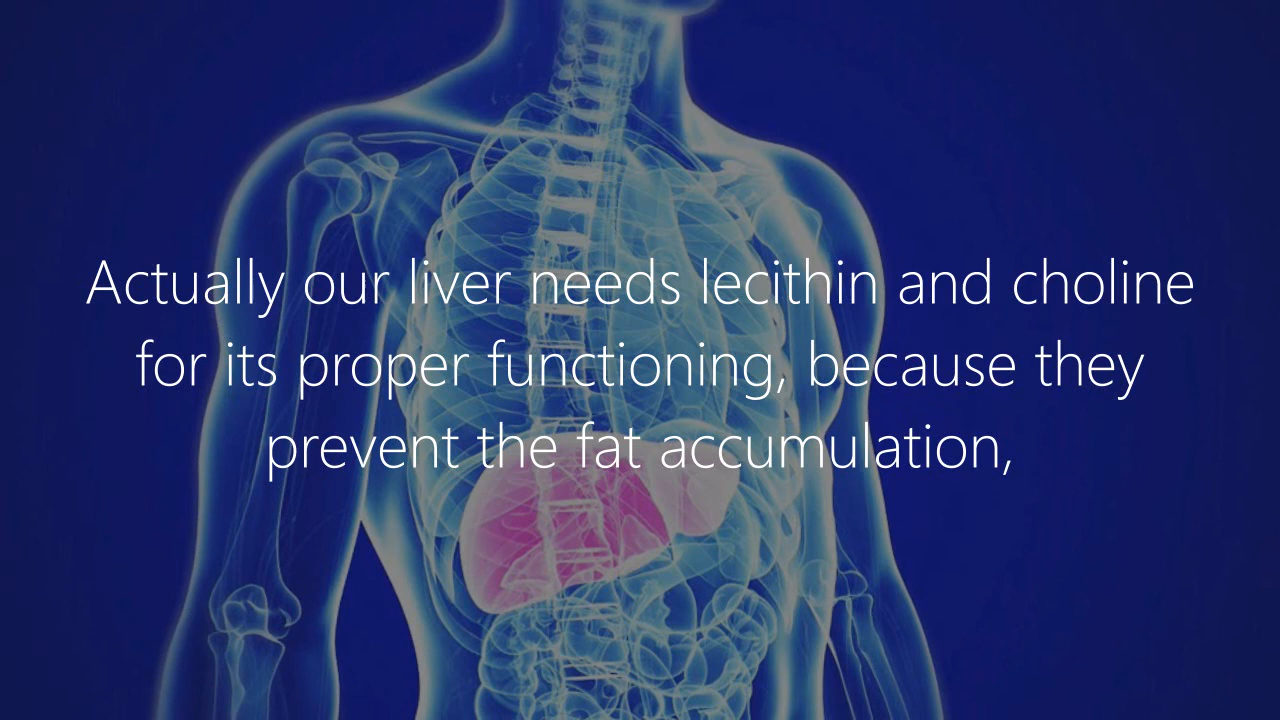 Actually our liver needs lecithin and choline
for its proper functioning, because they
prevent the fat accumulation,